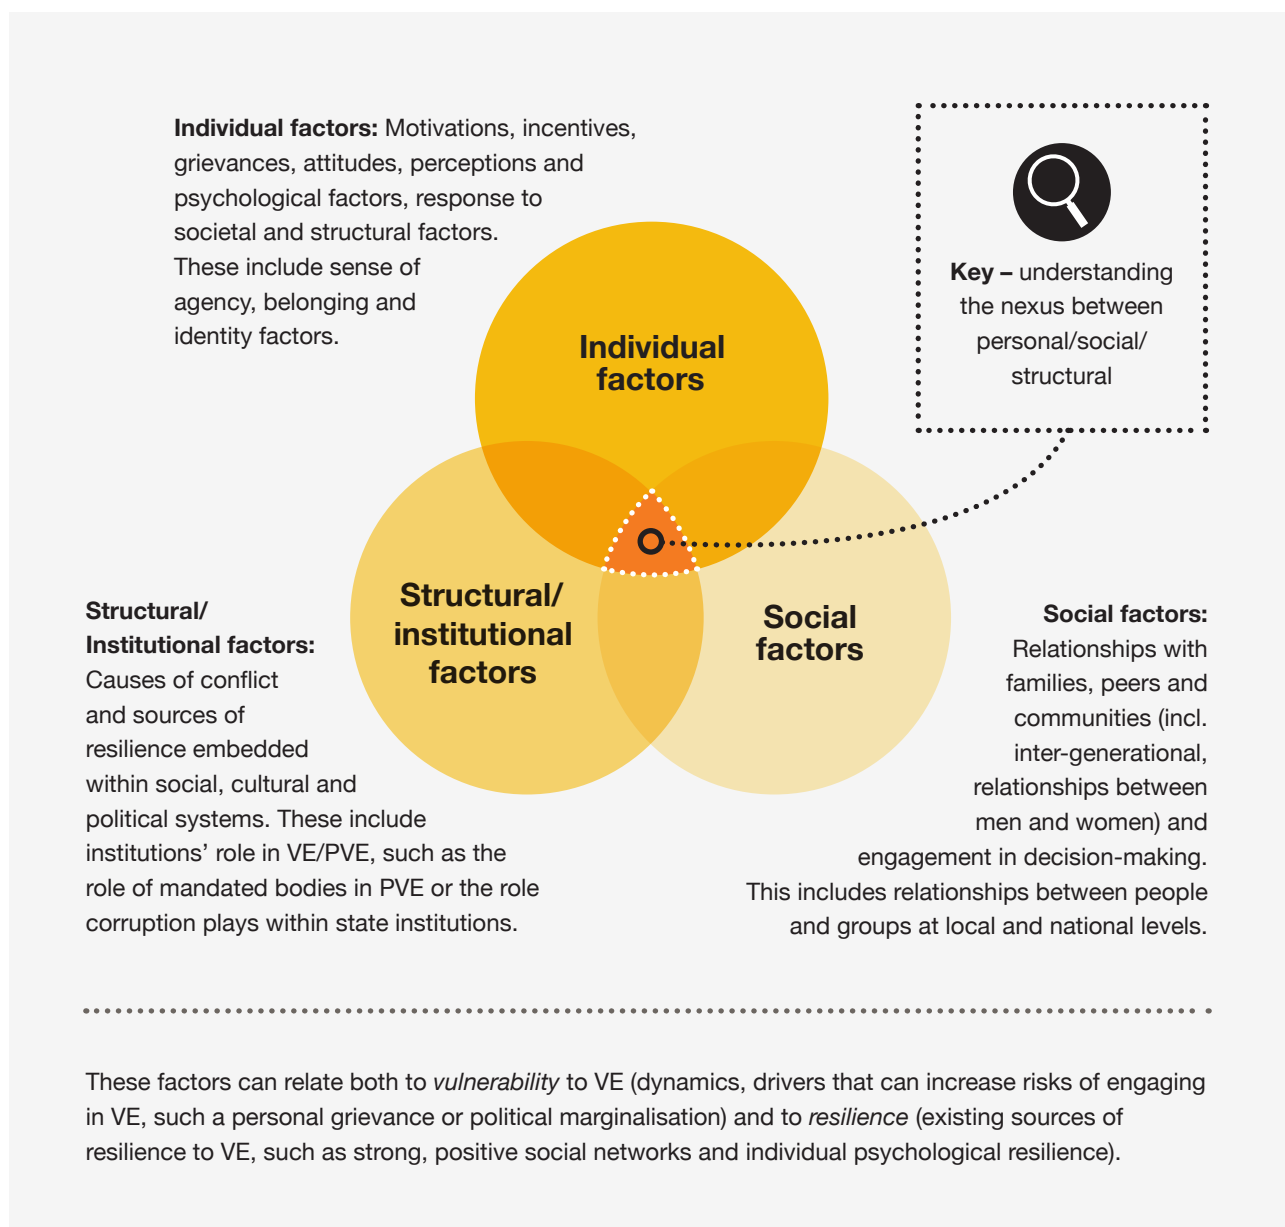 Individual factors: Motivations, incentives,
grievances, attitudes, perceptions and
psychological factors, response to
societal and structural factors.
These include sense of
agency, belonging and
identity factors.
Key – understanding
the nexus between
personal/social/
structural
Individual
factors
Structural/
institutional
factors
Social
factors
Structural/
Institutional factors:
Causes of conflict
and sources of
resilience embedded
within social, cultural and
political systems. These include
institutions’ role in VE/PVE, such as the
role of mandated bodies in PVE or the role
corruption plays within state institutions.
Social factors:
Relationships with
families, peers and
communities (incl.
inter-generational,
relationships between
men and women) and
engagement in decision-making.
This includes relationships between people
and groups at local and national levels.
These factors can relate both to vulnerability to VE (dynamics, drivers that can increase risks of engaging
in VE, such a personal grievance or political marginalisation) and to resilience (existing sources of
resilience to VE, such as strong, positive social networks and individual psychological resilience).